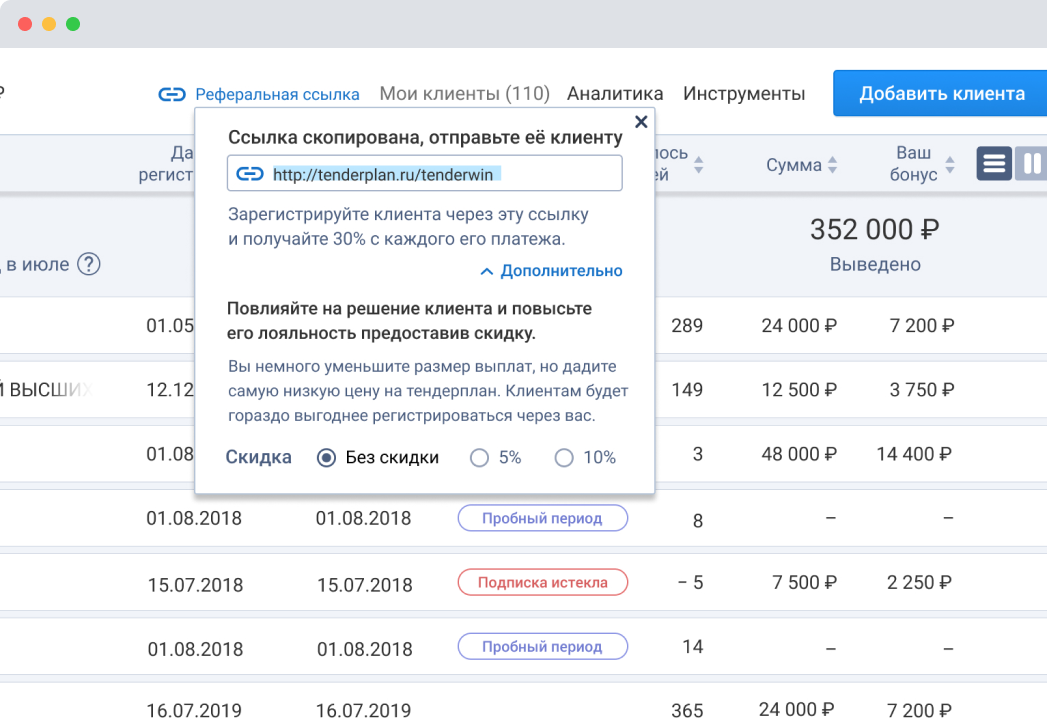 ₽
Реферальная ссылка Мои клиенты (110) Аналитика Инструменты Добавить клиента
Ссылка скопирована, отправьте её клиенту
http://tenderplan.ru/tenderwin
Зарегистрируйте клиента через эту ссылку
и получайте 30% с каждого его платежа.
Дополнительно
Повлияйте на решение клиента и повысьте
его лояльность предоставив скидку.
Вы немного уменьшите размер выплат, но дадите
самую низкую цену на тендерплан. Клиентам будет
гораздо выгоднее регистрироваться через вас.
Скидка Без скидки 5% 10%
Сумма
Ваш
бонус
352 000 ₽
Выведено
в июле ?
01.05 289 24 000 ₽ 7 200 ₽
ВЫСШИХ 12.12 149 12 500 ₽ 3 750 ₽
01.08 3 48 000 ₽ 14 400 ₽
01.08.2018 01.08.2018 Пробный период 8 – –
15.07.2018 15.07.2018 Подписка истекла – 5 7 500 ₽ 2 250 ₽
01.08.2018 01.08.2018 Пробный период 14 – –
16.07.2019 16.07.2019 365 24 000 ₽ 7 200 ₽